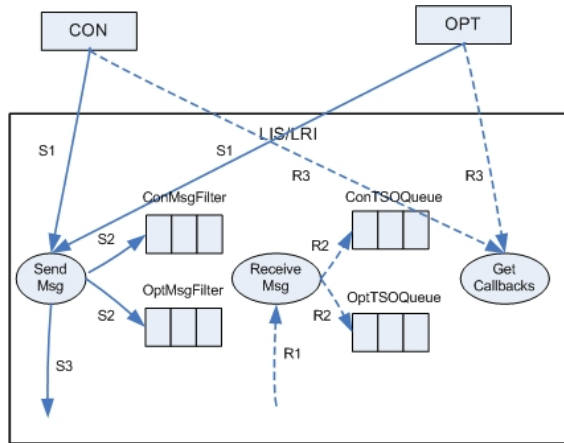 CON
OPT
LIS/LRI
S1
S1
R3
R3
ConMsgFilter
ConTSOQueue
S2
R2
Send
Msg
Receive
Msg
Get
Callbacks
OptMsgFilter
OptTSOQueue
S2
R2
S3
R1